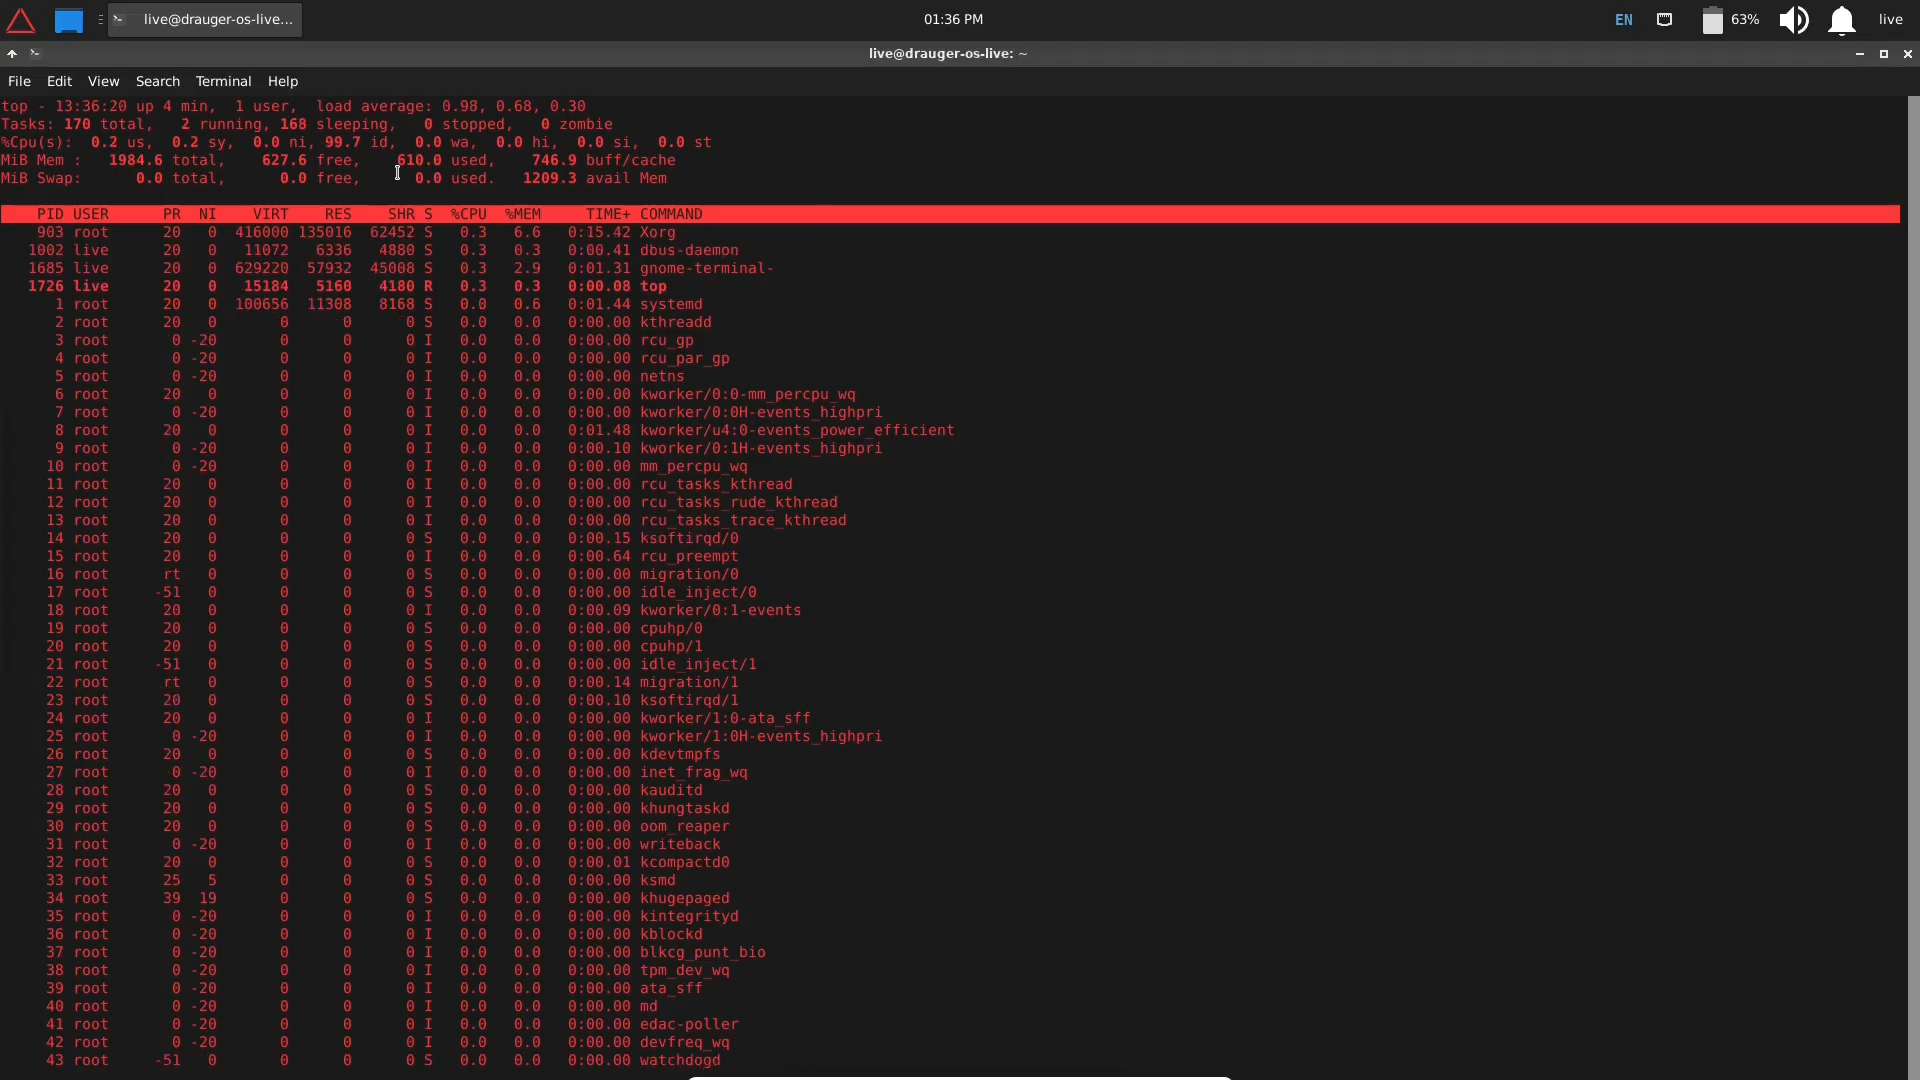 live@drauger-os-live...
01:36 PM
EN
63%
live
live@drauger-os-live: ~
File Edit View Search Terminal Help
top - 13:36:20 up 4 min,  1 user,  load average: 0.98, 0.68, 0.30
Tasks: 170 total,   2 running, 168 sleeping,   0 stopped,   0 zombie
%Cpu(s):  0.2 us,  0.2 sy,  0.0 ni, 99.7 id,  0.0 wa,  0.0 hi,  0.0 si,  0.0 st
MiB Mem :   1984.6 total,    627.6 free,    610.0 used,    746.9 buff/cache
MiB Swap:      0.0 total,      0.0 free,      0.0 used.   1209.3 avail Mem
PID USER PR NI VIRT RES SHR S %CPU %MEM TIME+ COMMAND
903 root 20 0 416000 135016 62452 S 0.3 6.6 0:15.42 Xorg
1002 live 20 0 11072 6336 4880 S 0.3 0.3 0:00.41 dbus-daemon
1685 live 20 0 629220 57932 45008 S 0.3 2.9 0:01.31 gnome-terminal-
1726 live 20 0 15184 5160 4180 R 0.3 0.3 0:00.08 top
1 root 20 0 100656 11308 8168 S 0.0 0.6 0:01.44 systemd
2 root 20 0 0 0 0 S 0.0 0.0 0:00.00 kthreadd
3 root 0 -20 0 0 0 I 0.0 0.0 0:00.00 rcu_gp
4 root 0 -20 0 0 0 I 0.0 0.0 0:00.00 rcu_par_gp
5 root 0 -20 0 0 0 I 0.0 0.0 0:00.00 netns
6 root 20 0 0 0 0 I 0.0 0.0 0:00.00 kworker/0:0-mm_percpu_wq
7 root 0 -20 0 0 0 I 0.0 0.0 0:00.00 kworker/0:0H-events_highpri
8 root 20 0 0 0 0 I 0.0 0.0 0:01.48 kworker/u4:0-events_power_efficient
9 root 0 -20 0 0 0 I 0.0 0.0 0:00.10 kworker/0:1H-events_highpri
10 root 0 -20 0 0 0 I 0.0 0.0 0:00.00 mm_percpu_wq
11 root 20 0 0 0 0 I 0.0 0.0 0:00.00 rcu_tasks_kthread
12 root 20 0 0 0 0 I 0.0 0.0 0:00.00 rcu_tasks_rude_kthread
13 root 20 0 0 0 0 I 0.0 0.0 0:00.00 rcu_tasks_trace_kthread
14 root 20 0 0 0 0 S 0.0 0.0 0:00.15 ksoftirqd/0
15 root 20 0 0 0 0 I 0.0 0.0 0:00.64 rcu_preempt
16 root rt 0 0 0 0 S 0.0 0.0 0:00.00 migration/0
17 root -51 0 0 0 0 S 0.0 0.0 0:00.00 idle_inject/0
18 root 20 0 0 0 0 I 0.0 0.0 0:00.09 kworker/0:1-events
19 root 20 0 0 0 0 S 0.0 0.0 0:00.00 cpuhp/0
20 root 20 0 0 0 0 S 0.0 0.0 0:00.00 cpuhp/1
21 root -51 0 0 0 0 S 0.0 0.0 0:00.00 idle_inject/1
22 root rt 0 0 0 0 S 0.0 0.0 0:00.14 migration/1
23 root 20 0 0 0 0 S 0.0 0.0 0:00.10 ksoftirqd/1
24 root 20 0 0 0 0 I 0.0 0.0 0:00.00 kworker/1:0-ata_sff
25 root 0 -20 0 0 0 I 0.0 0.0 0:00.00 kworker/1:0H-events_highpri
26 root 20 0 0 0 0 S 0.0 0.0 0:00.00 kdevtmpfs
27 root 0 -20 0 0 0 I 0.0 0.0 0:00.00 inet_frag_wq
28 root 20 0 0 0 0 S 0.0 0.0 0:00.00 kauditd
29 root 20 0 0 0 0 S 0.0 0.0 0:00.00 khungtaskd
30 root 20 0 0 0 0 S 0.0 0.0 0:00.00 oom_reaper
31 root 0 -20 0 0 0 I 0.0 0.0 0:00.00 writeback
32 root 20 0 0 0 0 S 0.0 0.0 0:00.01 kcompactd0
33 root 25 5 0 0 0 S 0.0 0.0 0:00.00 ksmd
34 root 39 19 0 0 0 S 0.0 0.0 0:00.00 khugepaged
35 root 0 -20 0 0 0 I 0.0 0.0 0:00.00 kintegrityd
36 root 0 -20 0 0 0 I 0.0 0.0 0:00.00 kblockd
37 root 0 -20 0 0 0 I 0.0 0.0 0:00.00 blkcg_punt_bio
38 root 0 -20 0 0 0 I 0.0 0.0 0:00.00 tpm_dev_wq
39 root 0 -20 0 0 0 I 0.0 0.0 0:00.00 ata_sff
40 root 0 -20 0 0 0 I 0.0 0.0 0:00.00 md
41 root 0 -20 0 0 0 I 0.0 0.0 0:00.00 edac-poller
42 root 0 -20 0 0 0 I 0.0 0.0 0:00.00 devfreq_wq
43 root -51 0 0 0 0 S 0.0 0.0 0:00.00 watchdogd